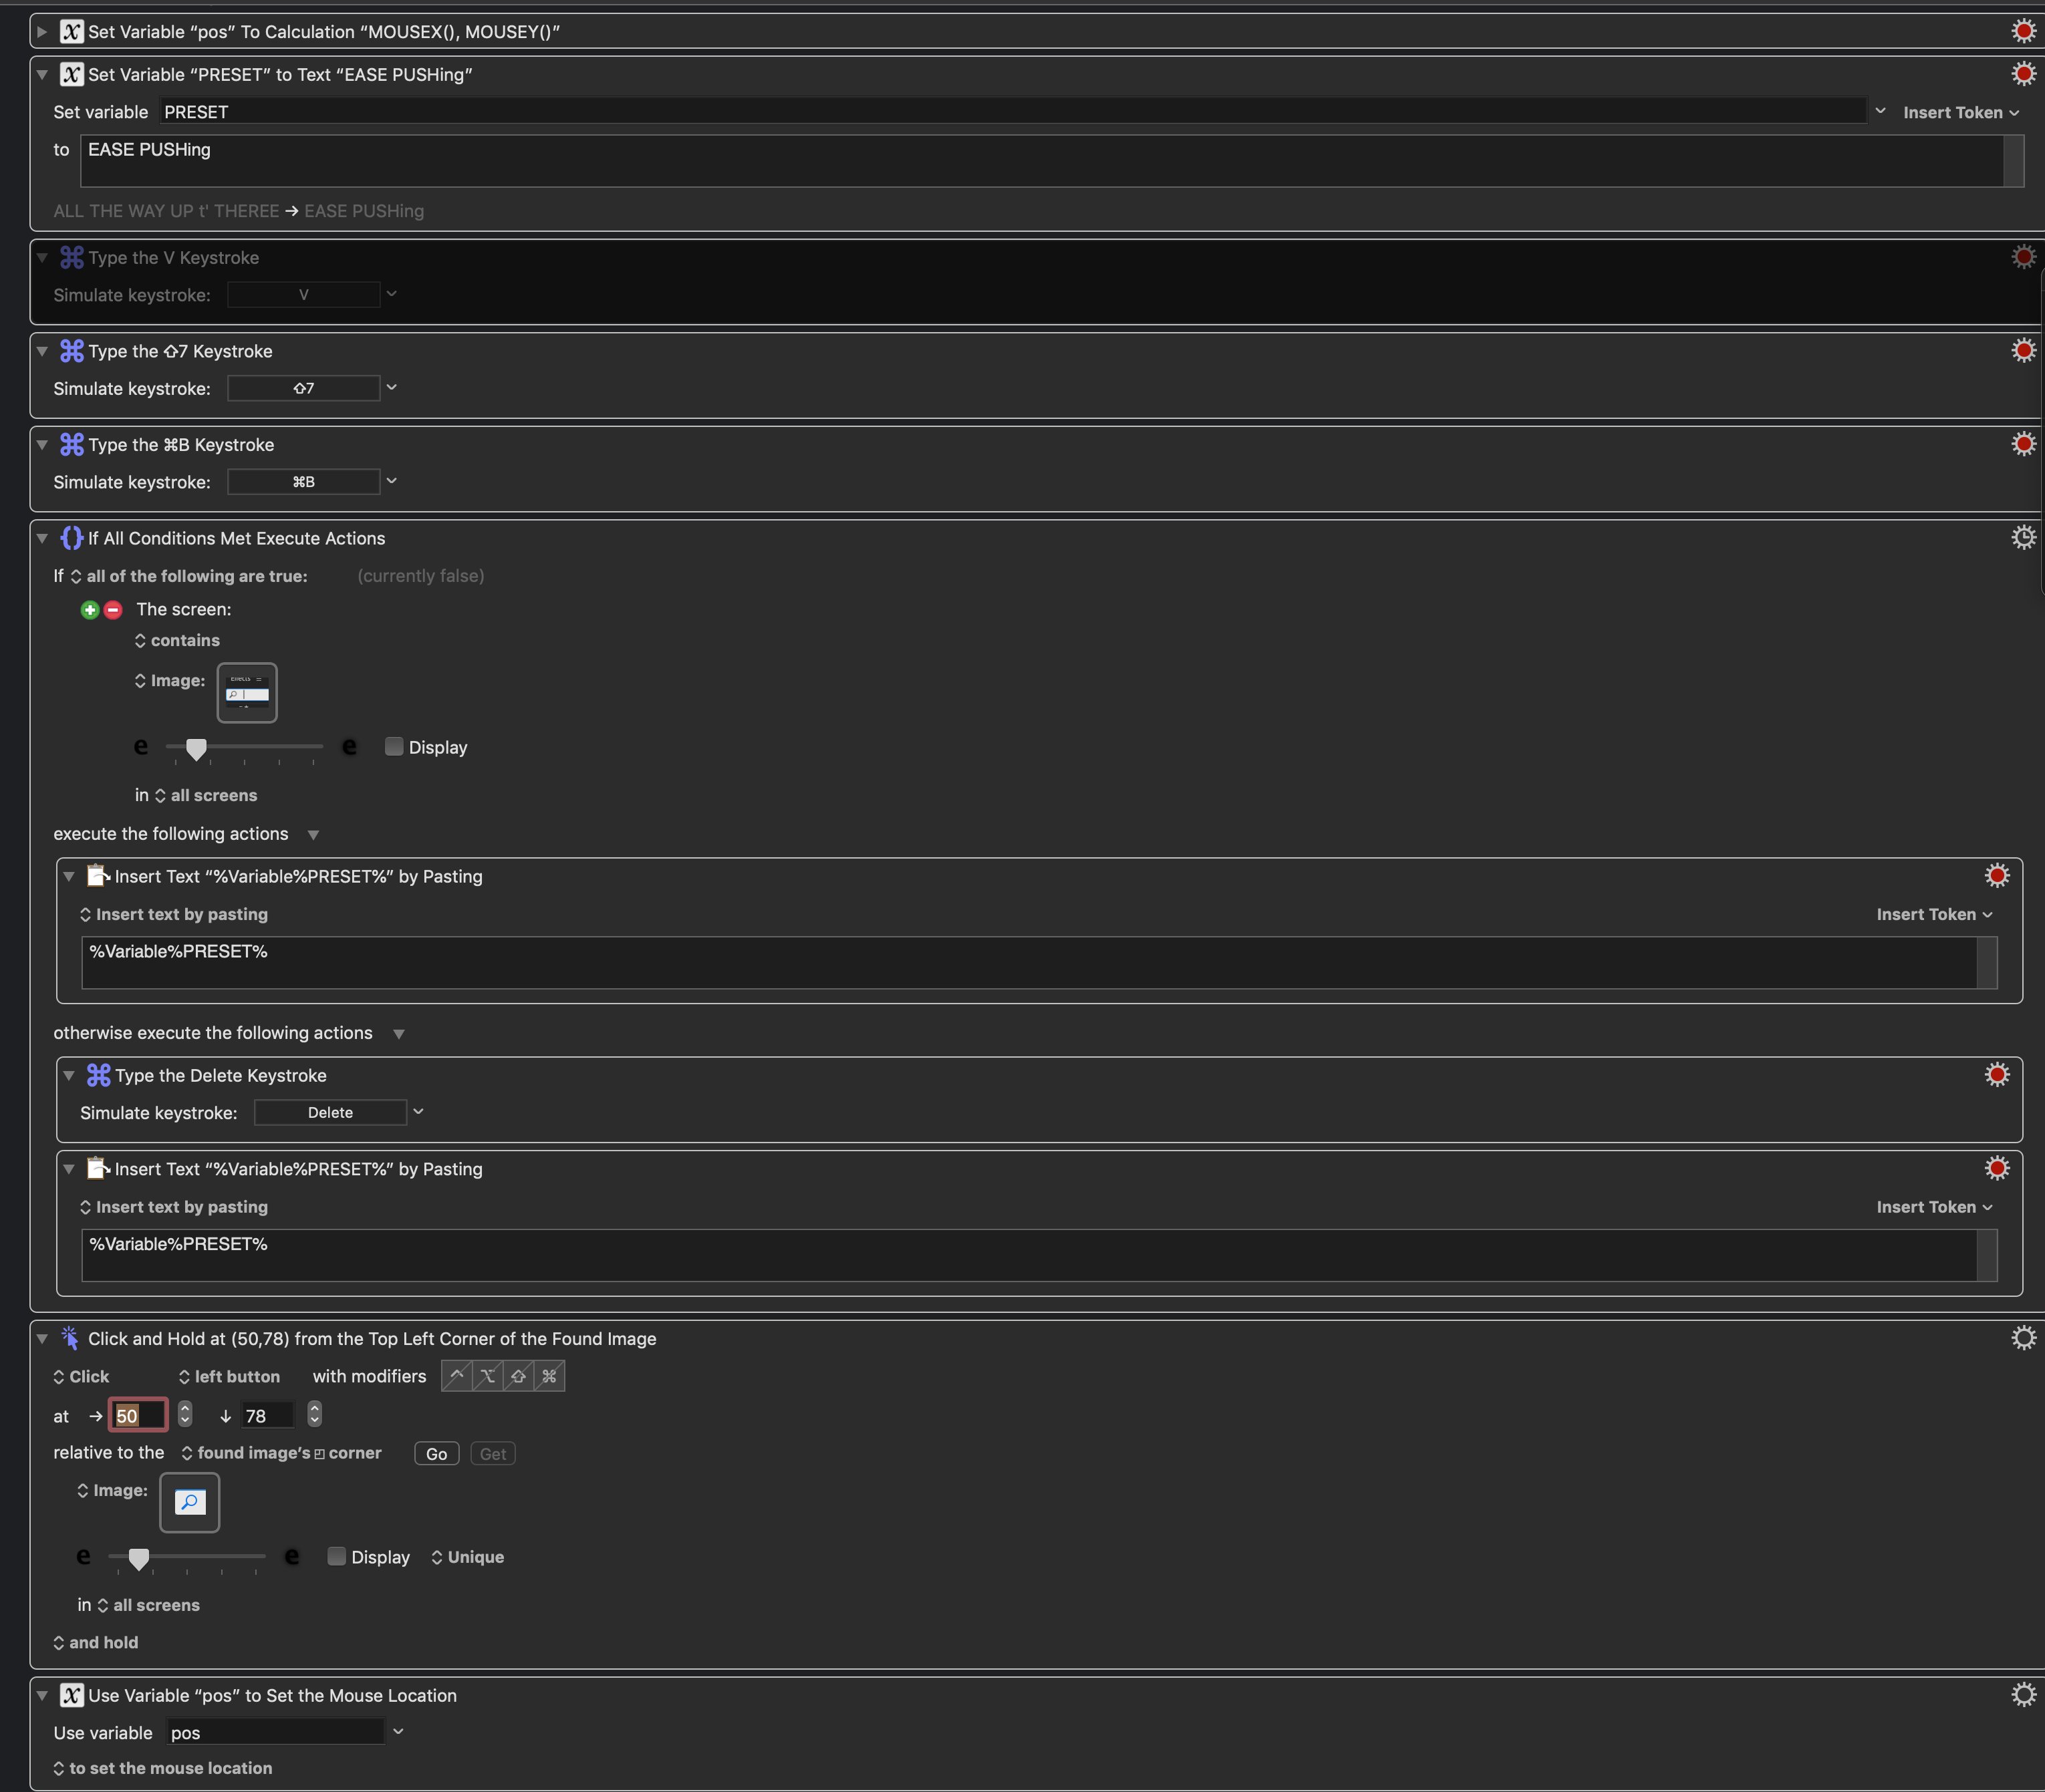 Set Variable “pos” To Calculation “MOUSEX(), MOUSEY()”
Set Variable “PRESET” to Text “EASE PUSHing”
Set variable PRESET Insert Token
to EASE PUSHing
ALL THE WAY UP t' THEREE → EASE PUSHing
⌘ Type the V Keystroke
Simulate keystroke: V
⌘ Type the ⇧7 Keystroke
Simulate keystroke: ⇧7
⌘ Type the ⌘B Keystroke
Simulate keystroke: ⌘B
If All Conditions Met Execute Actions
If all of the following are true: (currently false)
The screen:
contains
Image: Effects
e e Display
in all screens
execute the following actions
Insert Text “%Variable%PRESET%” by Pasting
Insert text by pasting Insert Token
%Variable%PRESET%
otherwise execute the following actions
⌘ Type the Delete Keystroke
Simulate keystroke: Delete
Insert Text “%Variable%PRESET%” by Pasting
Insert text by pasting Insert Token
%Variable%PRESET%
Click and Hold at (50,78) from the Top Left Corner of the Found Image
Click left button with modifiers ^ ⌥ ⇧ ⌘
at → 50 ↓ 78
relative to the found image’s corner Go Get
Image:
e e Display Unique
in all screens
and hold
Use Variable “pos” to Set the Mouse Location
Use variable pos
to set the mouse location